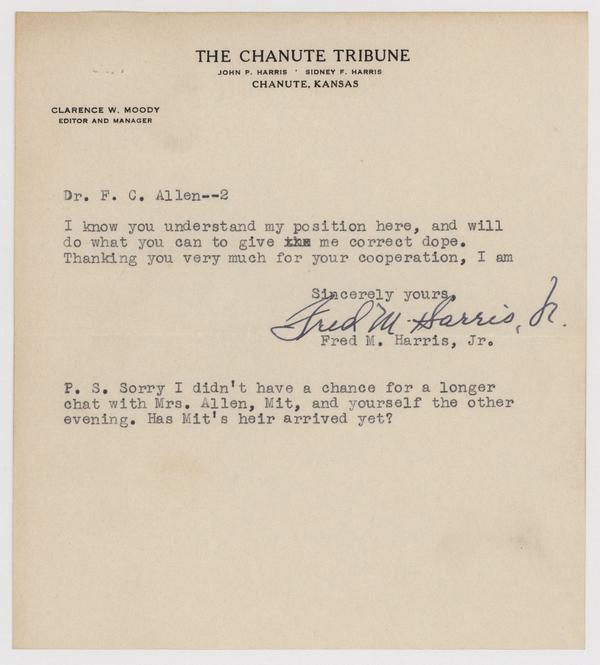 THE CHANUTE TRIBUNE
JOHN P. HARRIS ' SIDNEY F. HARRIS
CHANUTE, KANSAS
CLARENCE W. MOODY
EDITOR AND MANAGER
Dr. F. C. Allen--2
I know you understand my position here, and will
do what you can to give me correct dope.
Thanking you very much for your cooperation, I am
Sincerely yours,
Fred M. Harris, Jr.
Fred M. Harris, Jr.
P. S. Sorry I didn't have a chance for a longer
chat with Mrs. Allen, Mit, and yourself the other
evening. Has Mit's heir arrived yet?